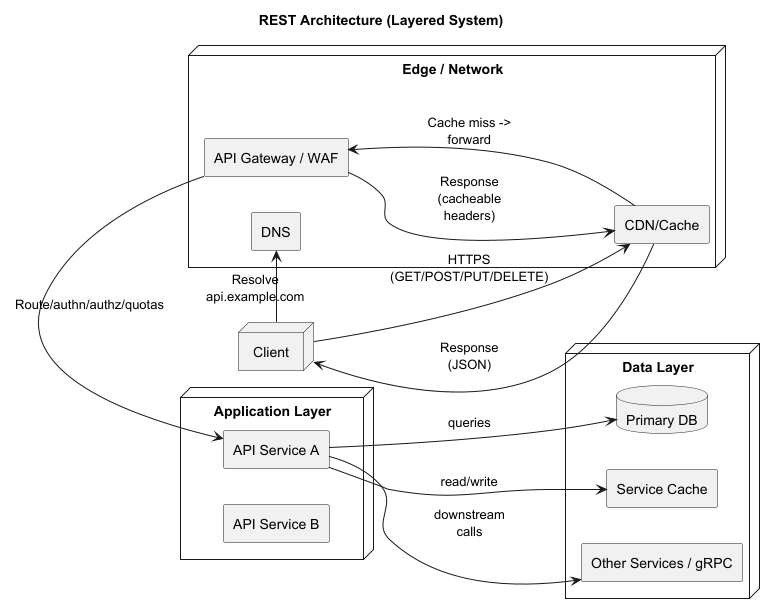 REST Architecture (Layered System)
Edge / Network
Cache miss ->
forward
API Gateway / WAF
Response
(cacheable
headers)
CDN/Cache
DNS
HTTPS
(GET/POST/PUT/DELETE)
Resolve
api.example.com
Route/authn/authz/quotas
Client
Response
(JSON)
Data Layer
Application Layer
Primary DB
queries
API Service A
read/write
Service Cache
downstream
calls
API Service B
Other Services / gRPC